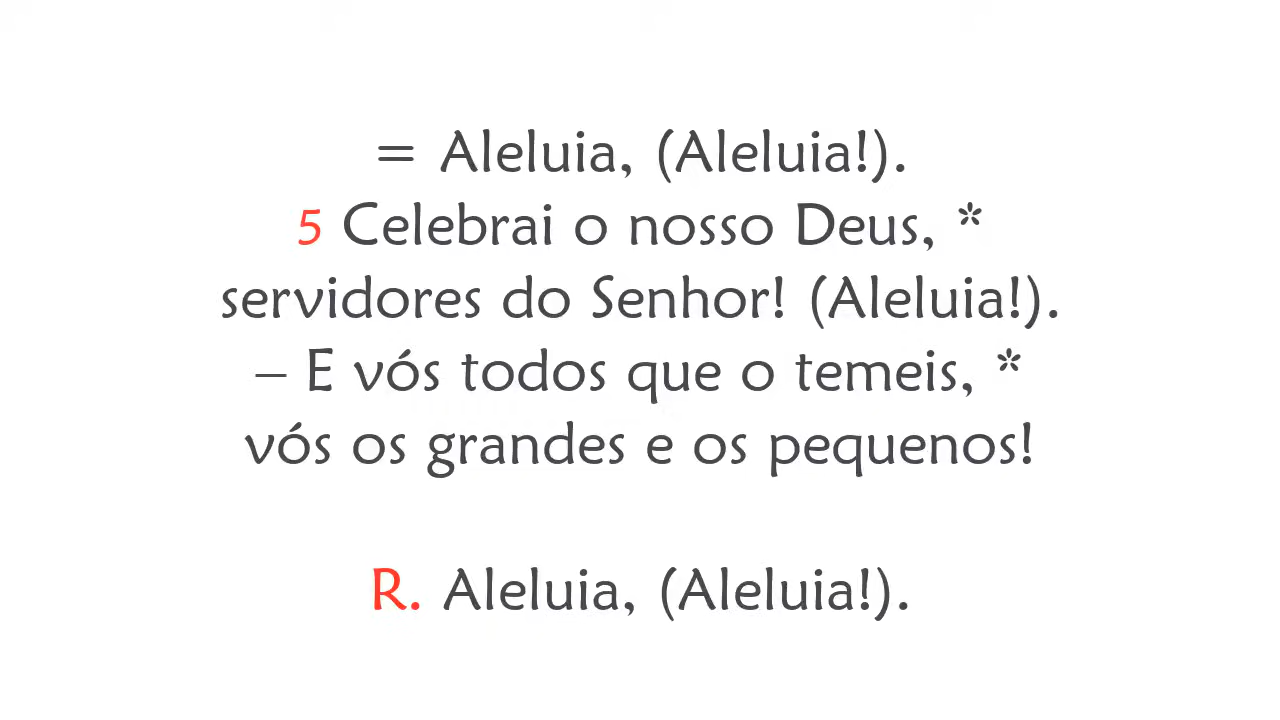 = Aleluia, (Aleluia!).
5 Celebrai o nosso Deus, *
servidores do Senhor! (Aleluia!).
– E vós todos que o temeis, *
vós os grandes e os pequenos!
R. Aleluia, (Aleluia!).